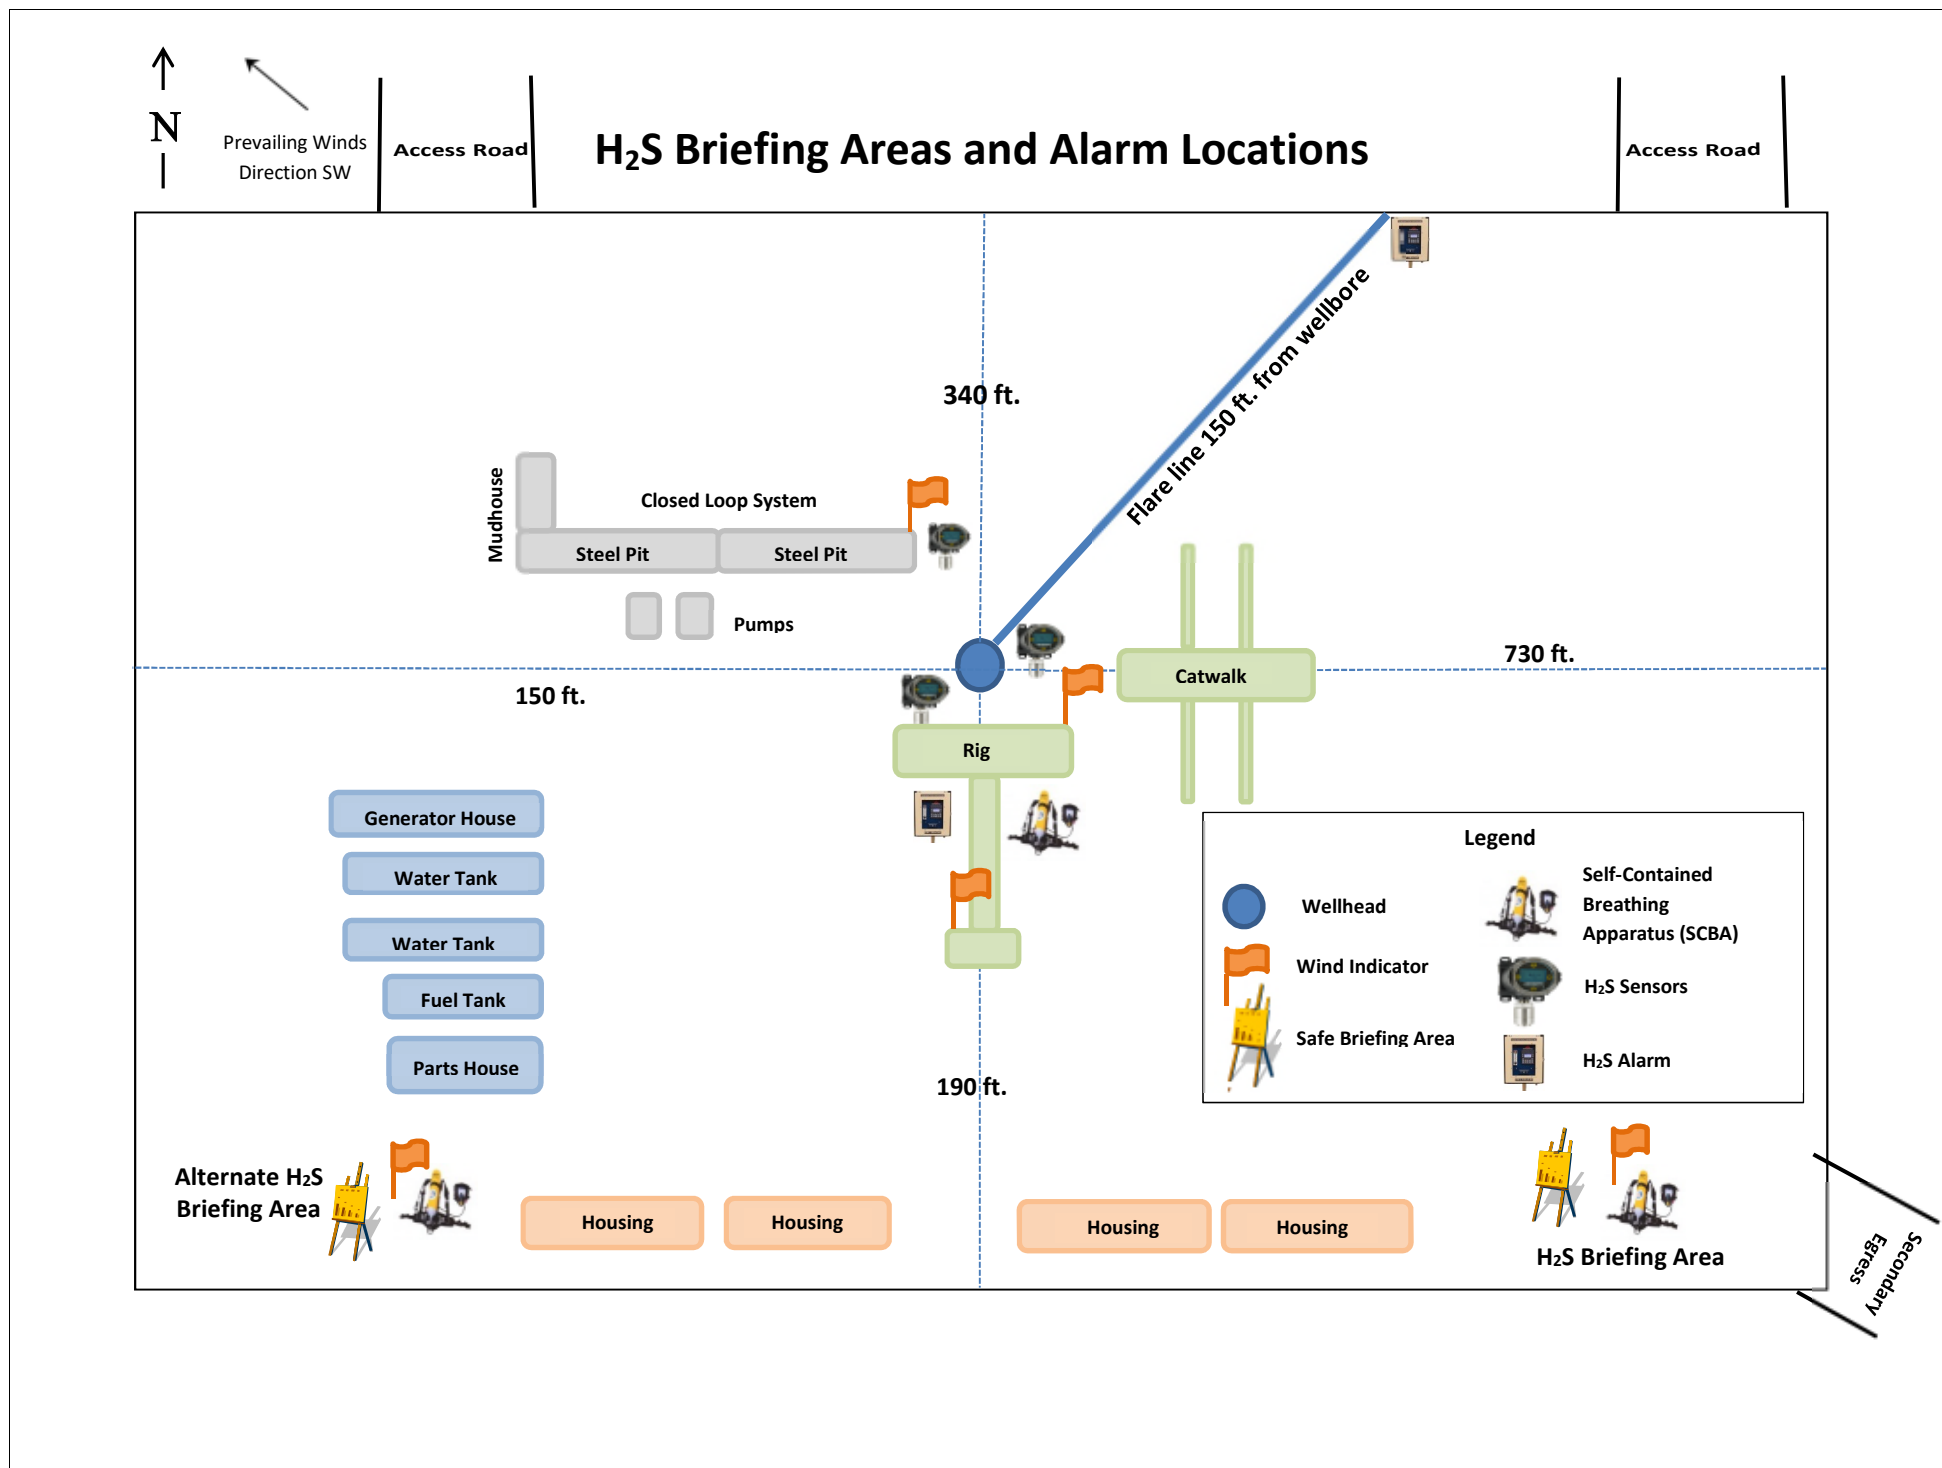 N
Prevailing Winds
Direction SW
Access Road
H₂S Briefing Areas and Alarm Locations
Access Road
Flare line 150 ft. from wellbore
340 ft.
Mudhouse
Closed Loop System
Steel Pit
Steel Pit
Pumps
730 ft.
Catwalk
150 ft.
Rig
Generator House
Water Tank
Water Tank
Fuel Tank
Parts House
190 ft.
Legend
Wellhead
Wind Indicator
Safe Briefing Area
Self-Contained
Breathing
Apparatus (SCBA)
H₂S Sensors
H₂S Alarm
Alternate H₂S
Briefing Area
Housing
Housing
Housing
Housing
H₂S Briefing Area
Secondary
Egress